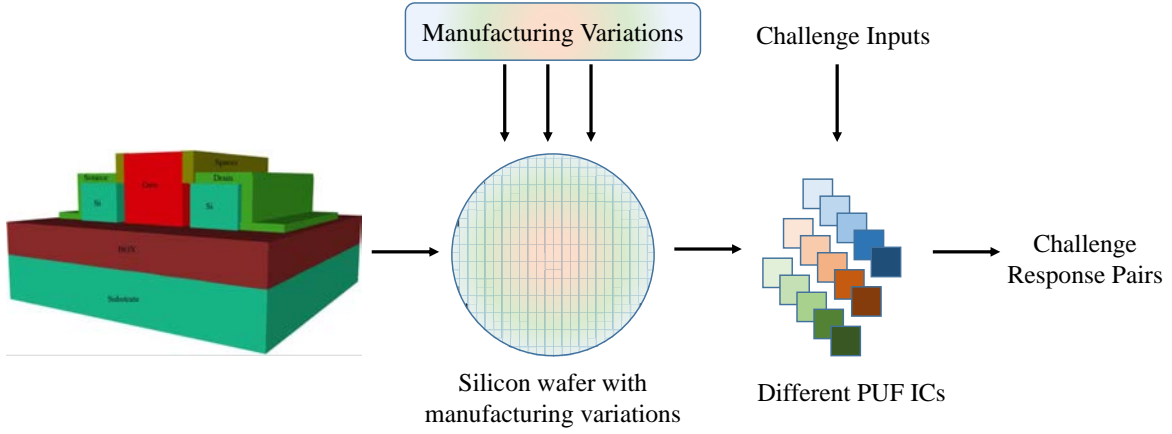 Manufacturing Variations
Challenge Inputs
Spacer
Source
Gate
Drain
Si
Si
BOX
Substrate
Challenge
Response Pairs
Silicon wafer with
manufacturing variations
Different PUF ICs